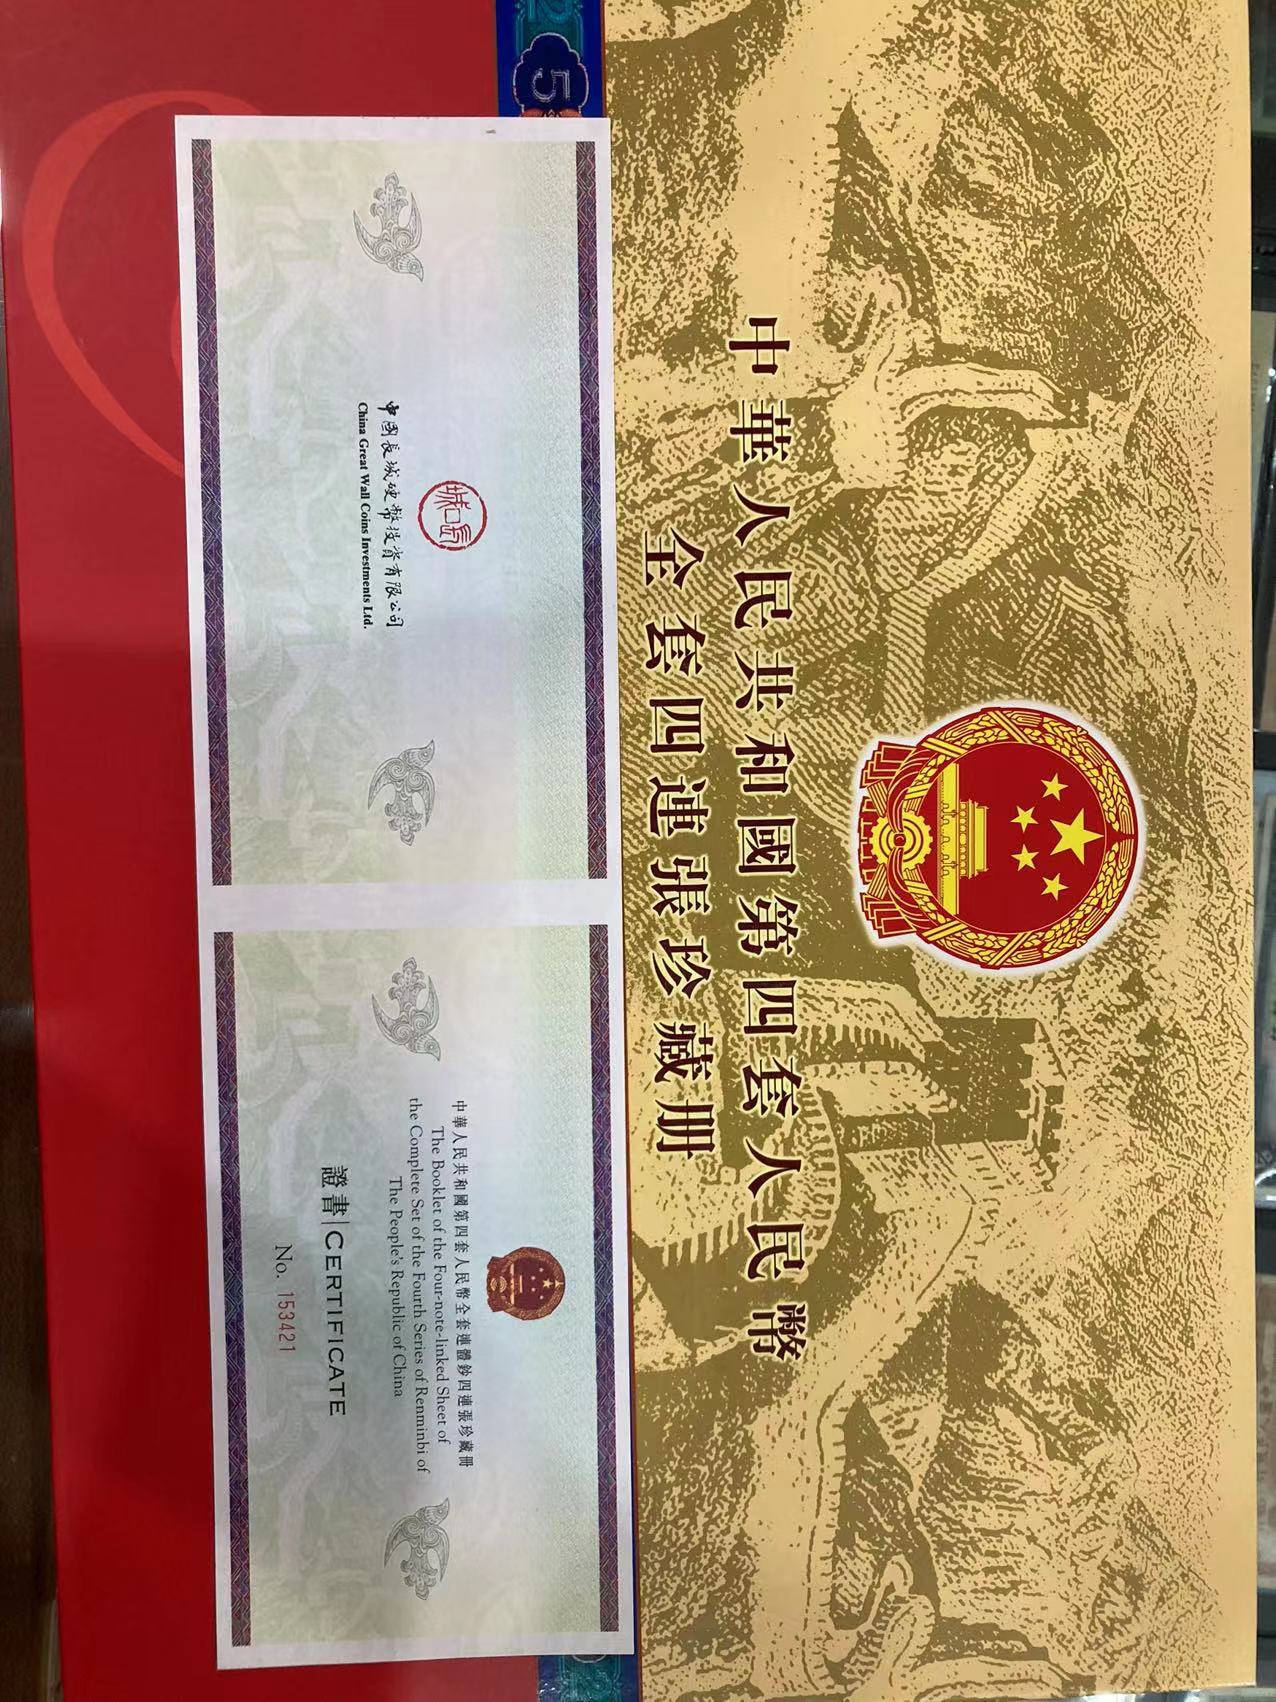 中華人民共和國第四套人民幣
全套四連張珍藏册
中國長城硬幣投資有限公司
China Great Wall Coins Investments Ltd.
中華人民共和國第四套人民幣全套連體鈔四連張珍藏冊
The Booklet of the Four-note-linked Sheet of
the Complete Set of the Fourth Series of Renminbi of
The People's Republic of China
證書|CERTIFICATE
No. 153421
5